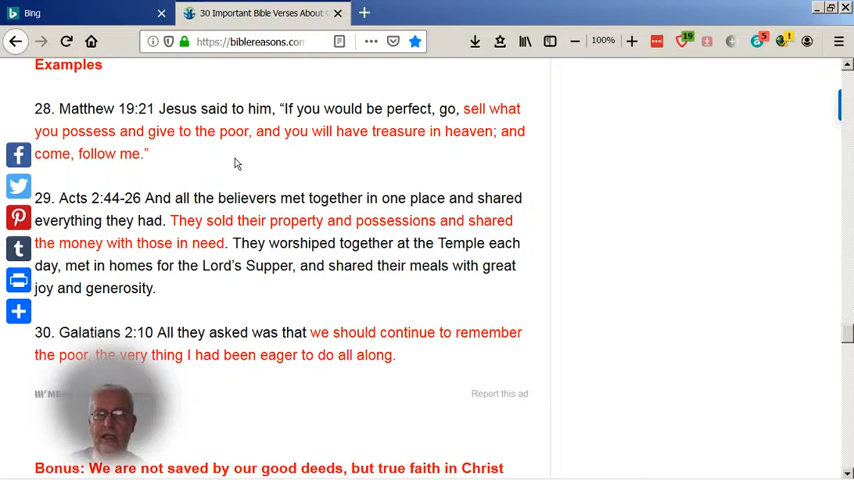 Bing
30 Important Bible Verses About
https://biblereasons.con
100%
19
5
Examples
28. Matthew 19:21 Jesus said to him, “If you would be perfect, go, sell what
you possess and give to the poor, and you will have treasure in heaven; and
come, follow me.”
29. Acts 2:44-26 And all the believers met together in one place and shared
everything they had. They sold their property and possessions and shared
the money with those in need. They worshiped together at the Temple each
day, met in homes for the Lord’s Supper, and shared their meals with great
joy and generosity.
30. Galatians 2:10 All they asked was that we should continue to remember
the poor, the very thing I had been eager to do all along.
Report this ad
Bonus: We are not saved by our good deeds, but true faith in Christ